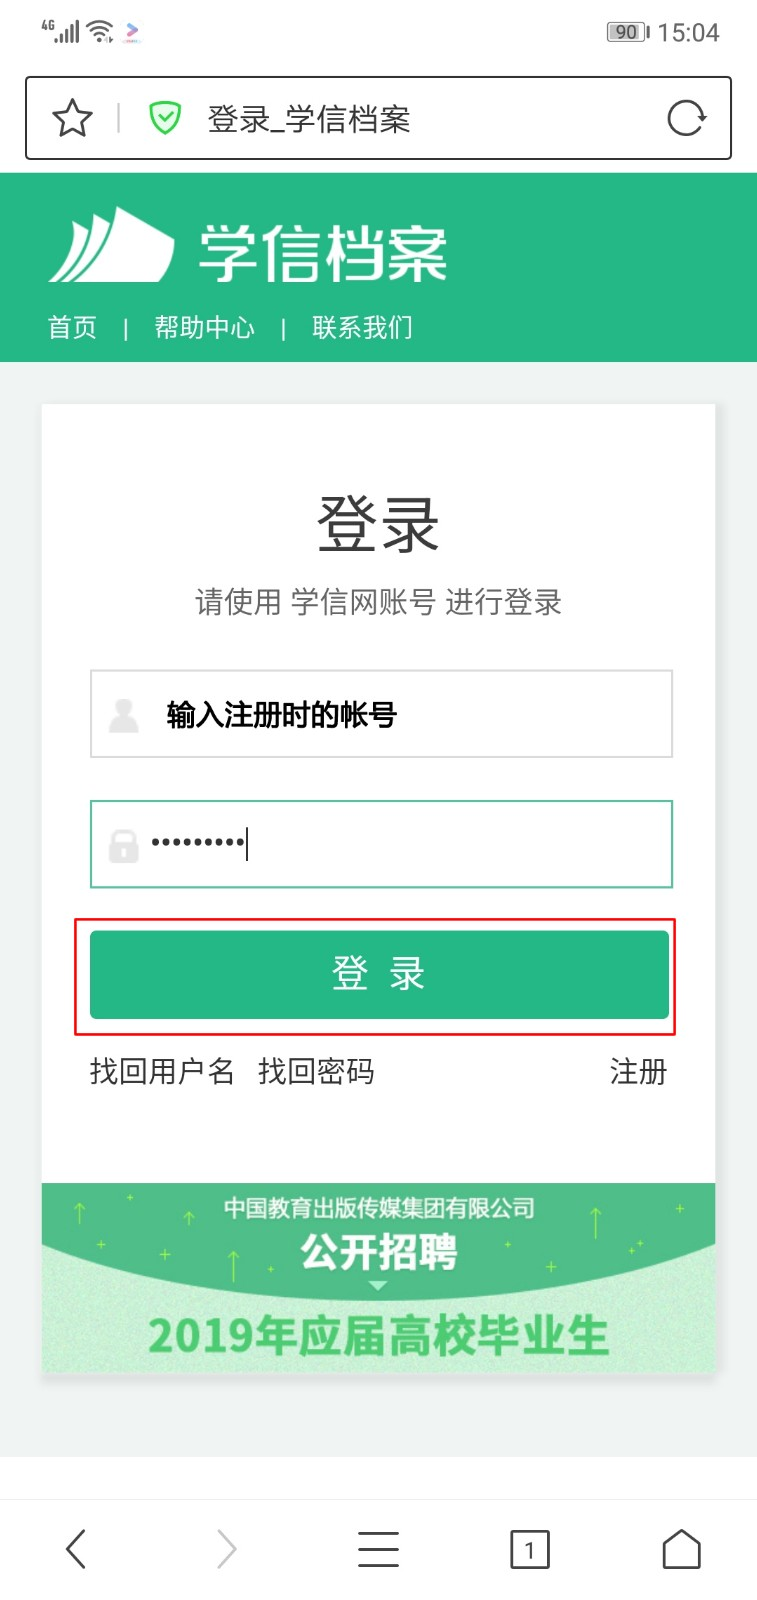 4G 90 15:04
登录_学信档案
学信档案
首页 | 帮助中心 | 联系我们
登录
请使用 学信网账号 进行登录
输入注册时的帐号
•••••••••
登 录
找回用户名 找回密码 注册
中国教育出版传媒集团有限公司
公开招聘
2019年应届高校毕业生
1